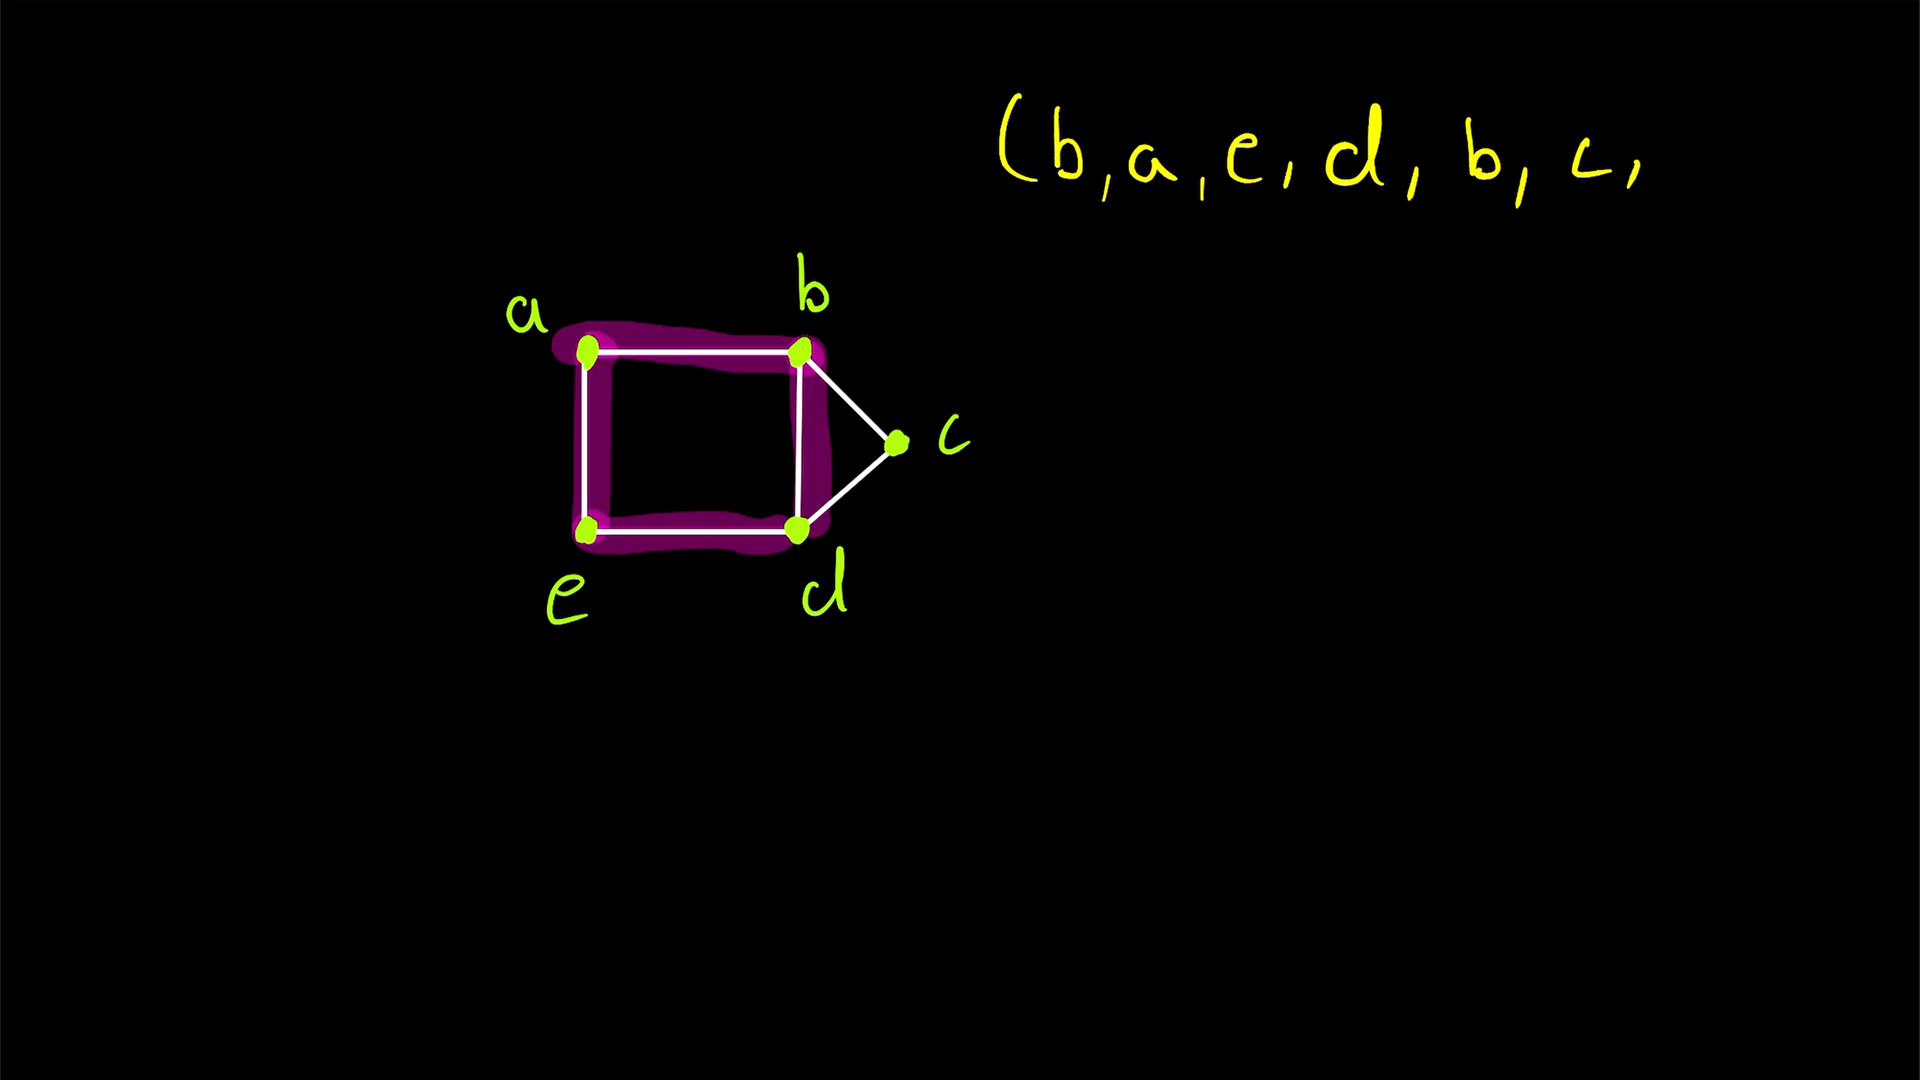 (b, a, e, d, b, c,
a
b
c
e
d